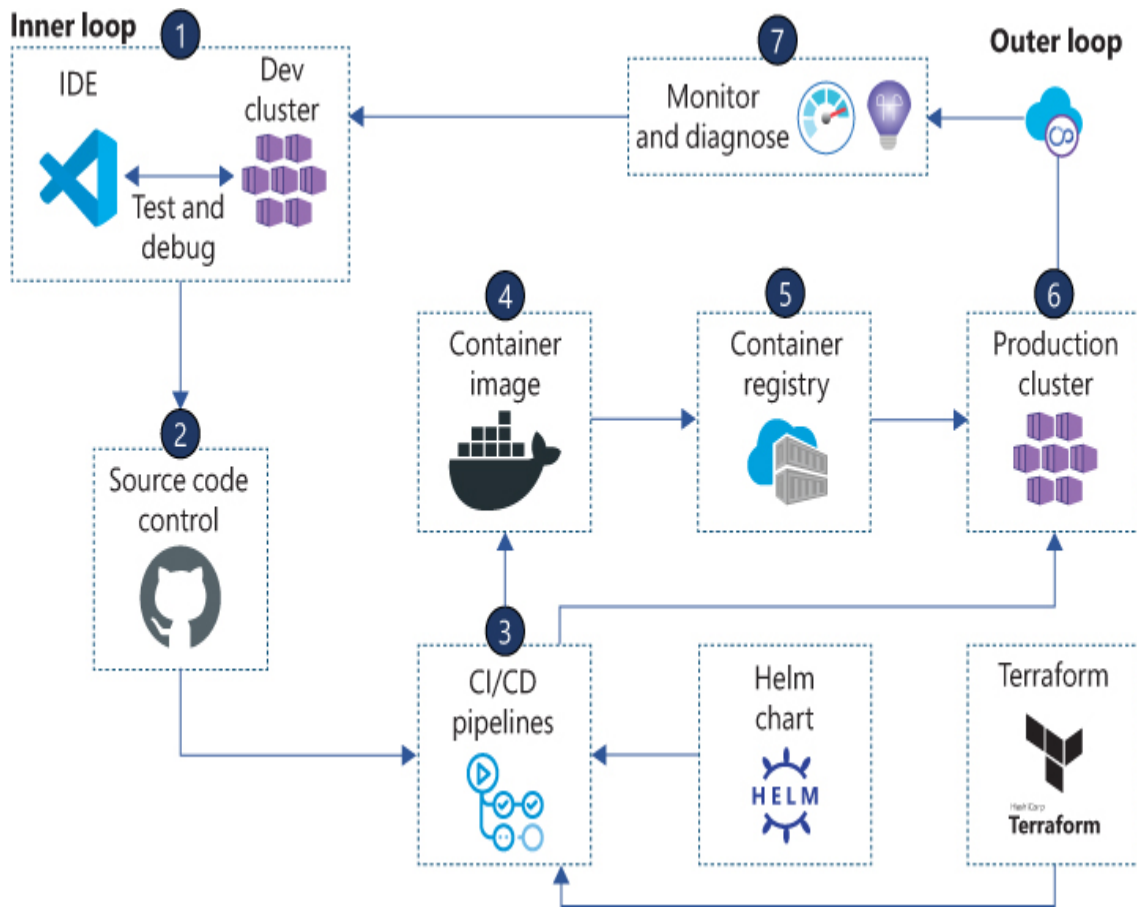 Inner loop
1
IDE
Dev
cluster
Test and
debug
7
Monitor
and diagnose
Outer loop
2
Source code
control
4
Container
image
5
Container
registry
6
Production
cluster
3
CI/CD
pipelines
Helm
chart
HELM
Terraform
HashiCorp
Terraform